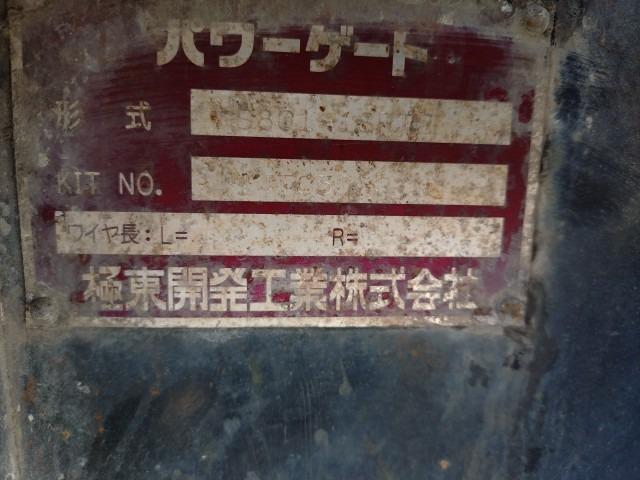 パワーゲート
形 式
KIT NO.
ワイヤ長: L= R=
極東開発工業株式会社